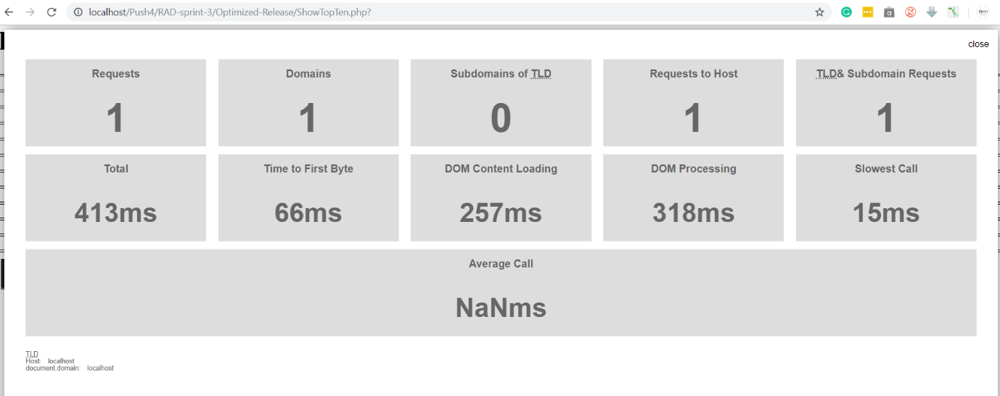 localhost/Push4/RAD-sprint-3/Optimized-Release/ShowTopTen.php?
close
Requests
Domains
Subdomains of TLD
Requests to Host
TLD& Subdomain Requests
1
1
0
1
1
Total
Time to First Byte
DOM Content Loading
DOM Processing
Slowest Call
413ms
66ms
257ms
318ms
15ms
Average Call
NaNms
TLD
Host: localhost
document.domain: localhost